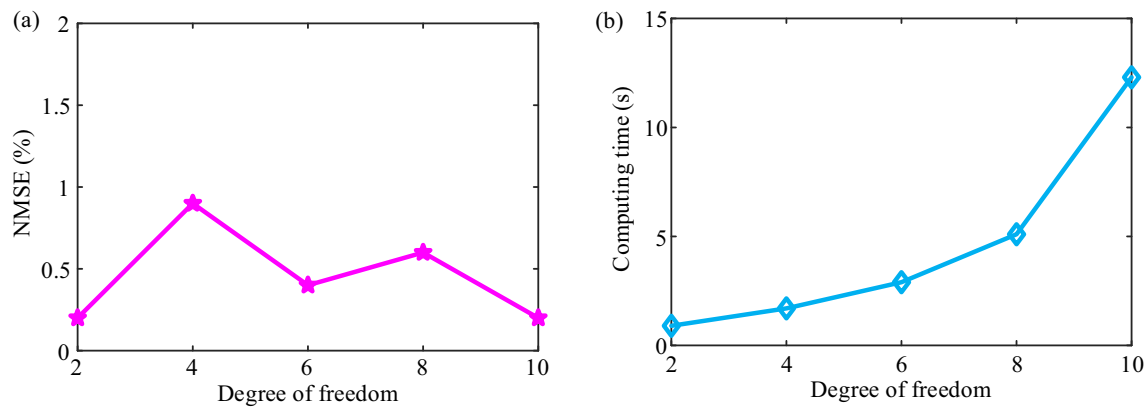 (a)
2
1.5
1
0.5
0
NMSE (%)
2 4 6 8 10
Degree of freedom
(b)
15
10
5
0
Computing time (s)
2 4 6 8 10
Degree of freedom